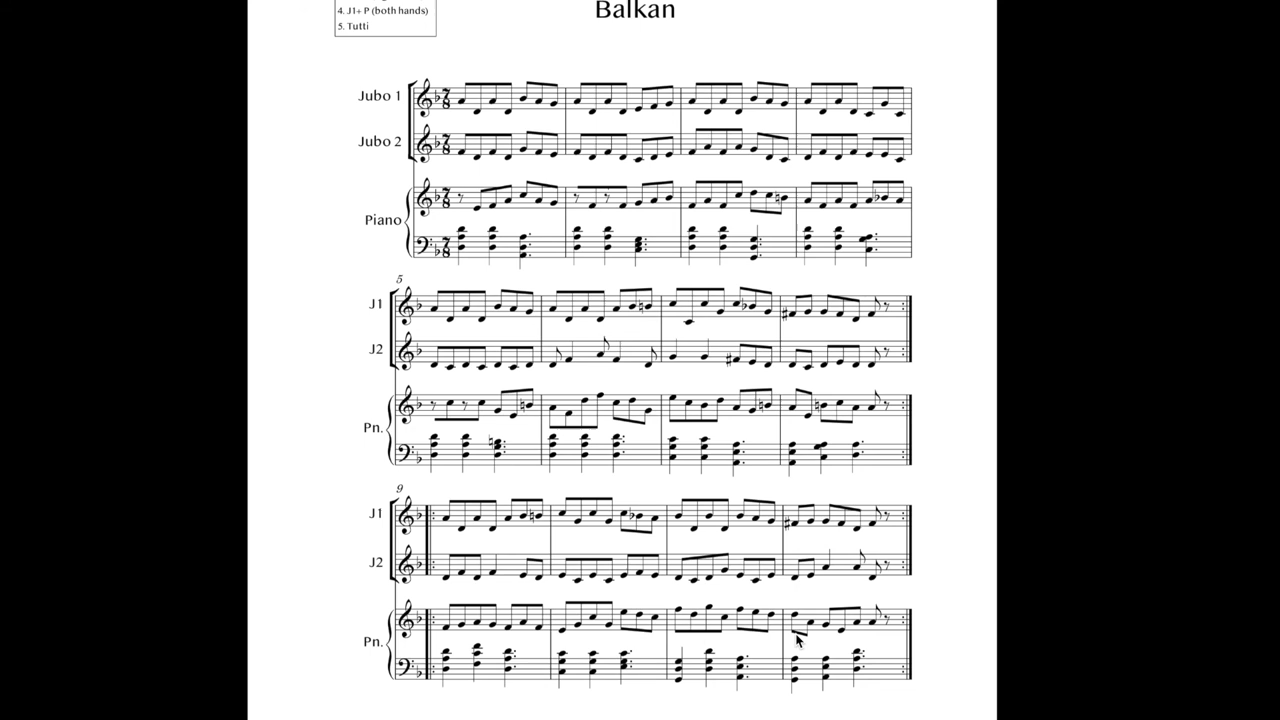 4. J1+ P (both hands)
5. Tutti
Balkan
Jubo 1
Jubo 2
Piano
5
J1
J2
Pn.
9
J1
J2
Pn.